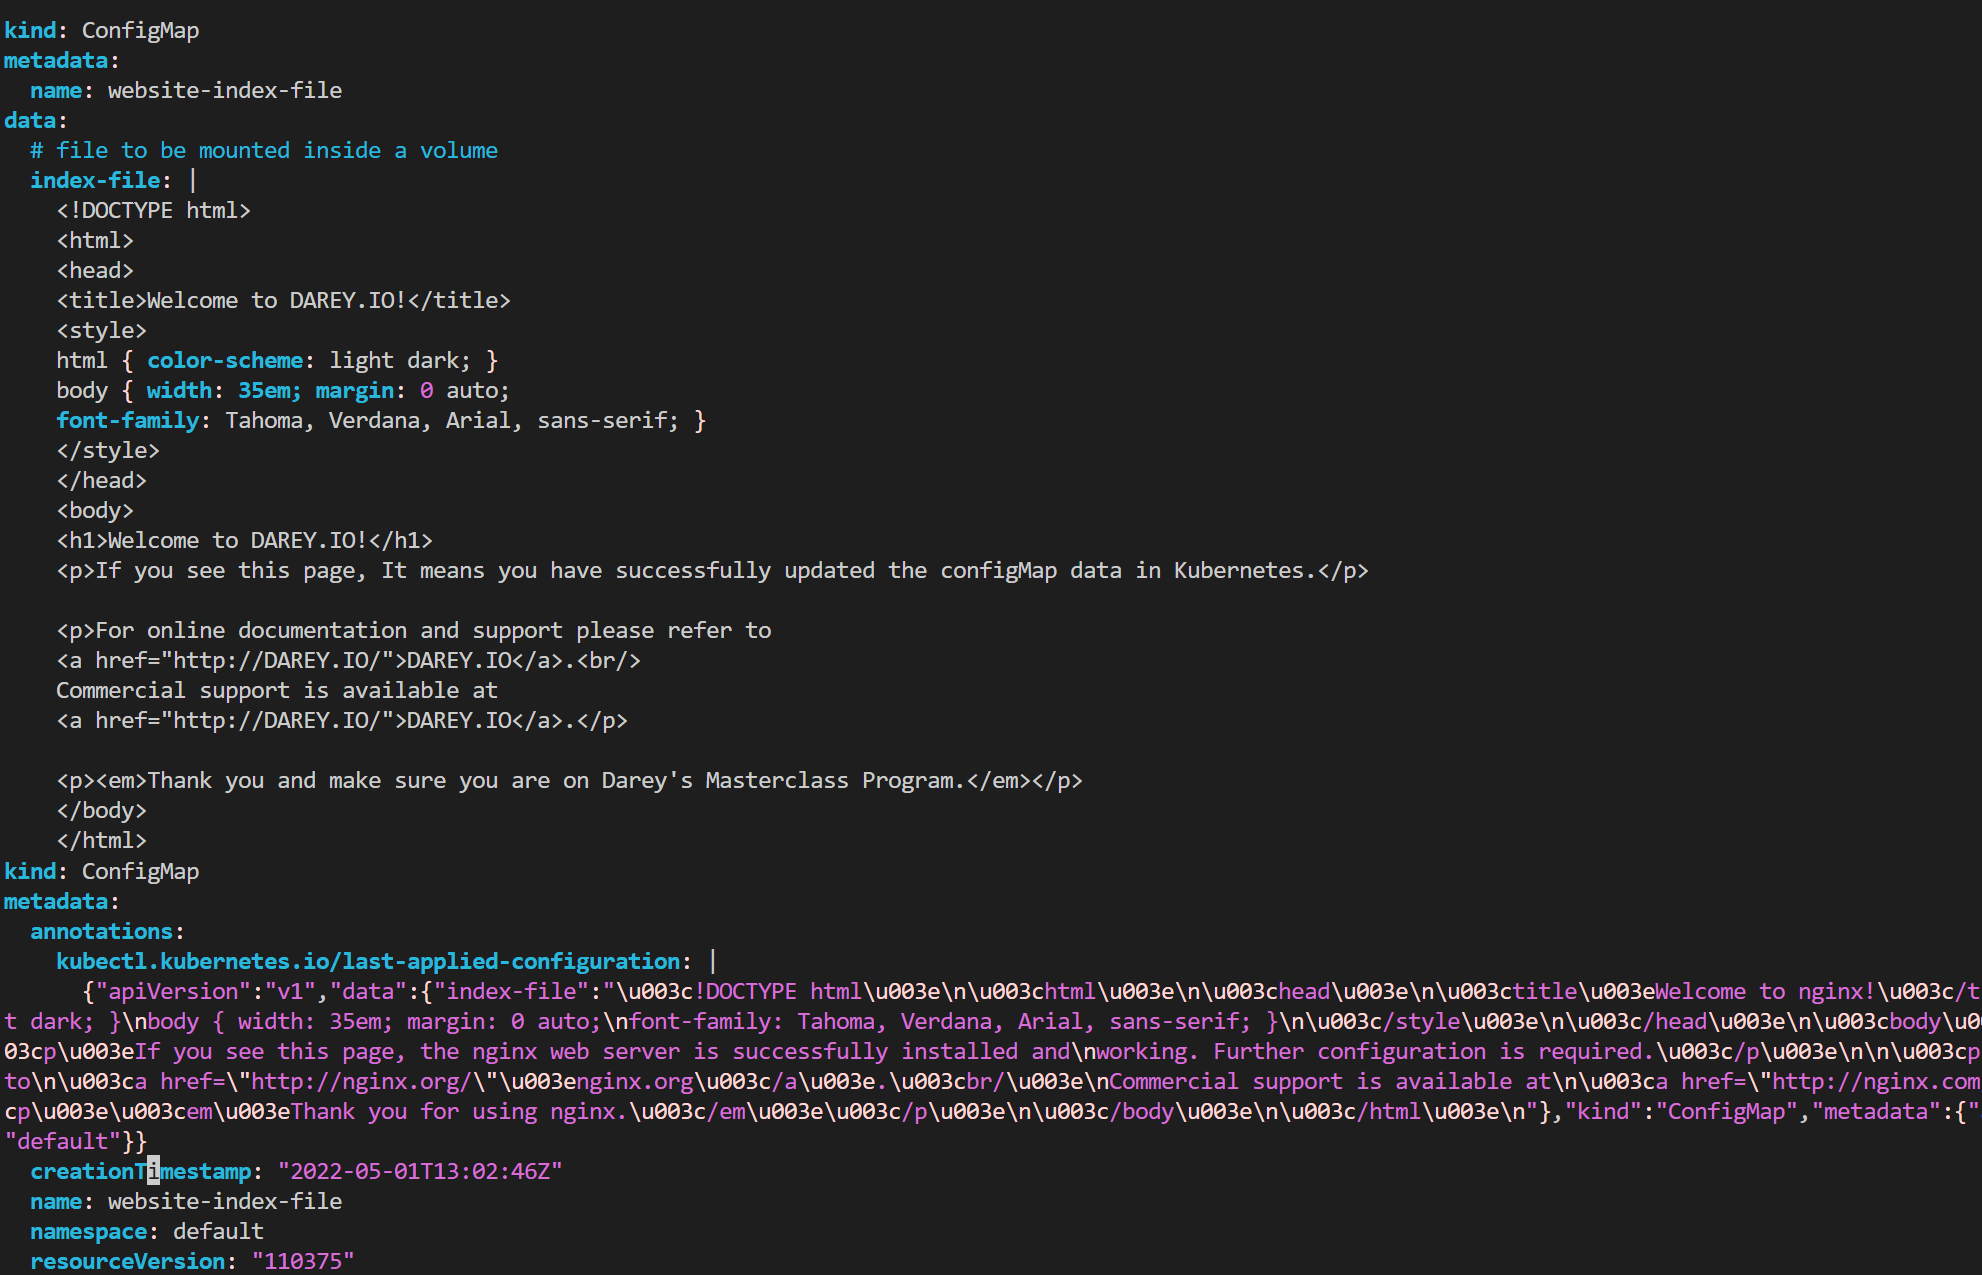 kind: ConfigMap
metadata:
  name: website-index-file
data:
  # file to be mounted inside a volume
  index-file: |
    <!DOCTYPE html>
    <html>
    <head>
    <title>Welcome to DAREY.IO!</title>
    <style>
    html { color-scheme: light dark; }
    body { width: 35em; margin: 0 auto;
    font-family: Tahoma, Verdana, Arial, sans-serif; }
    </style>
    </head>
    <body>
    <h1>Welcome to DAREY.IO!</h1>
    <p>If you see this page, It means you have successfully updated the configMap data in Kubernetes.</p>

    <p>For online documentation and support please refer to
    <a href="http://DAREY.IO/">DAREY.IO</a>.<br/>
    Commercial support is available at
    <a href="http://DAREY.IO/">DAREY.IO</a>.</p>

    <p><em>Thank you and make sure you are on Darey's Masterclass Program.</em></p>
    </body>
    </html>
kind: ConfigMap
metadata:
  annotations:
    kubectl.kubernetes.io/last-applied-configuration: |
      {"apiVersion":"v1","data":{"index-file":"\u003c!DOCTYPE html\u003e\n\u003chtml\u003e\n\u003chead\u003e\n\u003ctitle\u003eWelcome to nginx!\u003c/t
t dark; }\nbody { width: 35em; margin: 0 auto;\nfont-family: Tahoma, Verdana, Arial, sans-serif; }\n\u003c/style\u003e\n\u003c/head\u003e\n\u003cbody\u0
03cp\u003eIf you see this page, the nginx web server is successfully installed and\nworking. Further configuration is required.\u003c/p\u003e\n\n\u003cp
to\n\u003ca href=\"http://nginx.org/\"\u003enginx.org\u003c/a\u003e.\u003cbr/\u003e\nCommercial support is available at\n\u003ca href=\"http://nginx.com
cp\u003e\u003cem\u003eThank you for using nginx.\u003c/em\u003e\u003c/p\u003e\n\u003c/body\u003e\n\u003c/html\u003e\n"},"kind":"ConfigMap","metadata":{"
"default"}}
  creationTimestamp: "2022-05-01T13:02:46Z"
  name: website-index-file
  namespace: default
  resourceVersion: "110375"